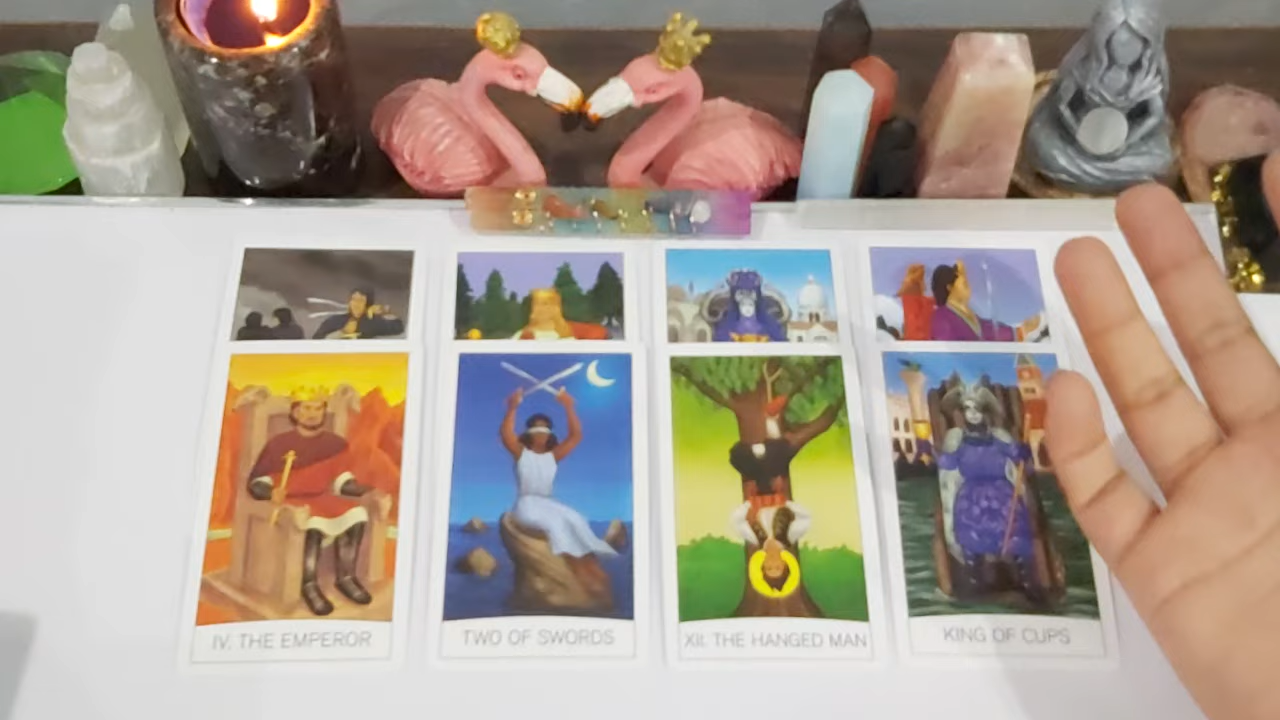 IV. THE EMPEROR
TWO OF SWORDS
XII. THE HANGED MAN
KING OF CUPS